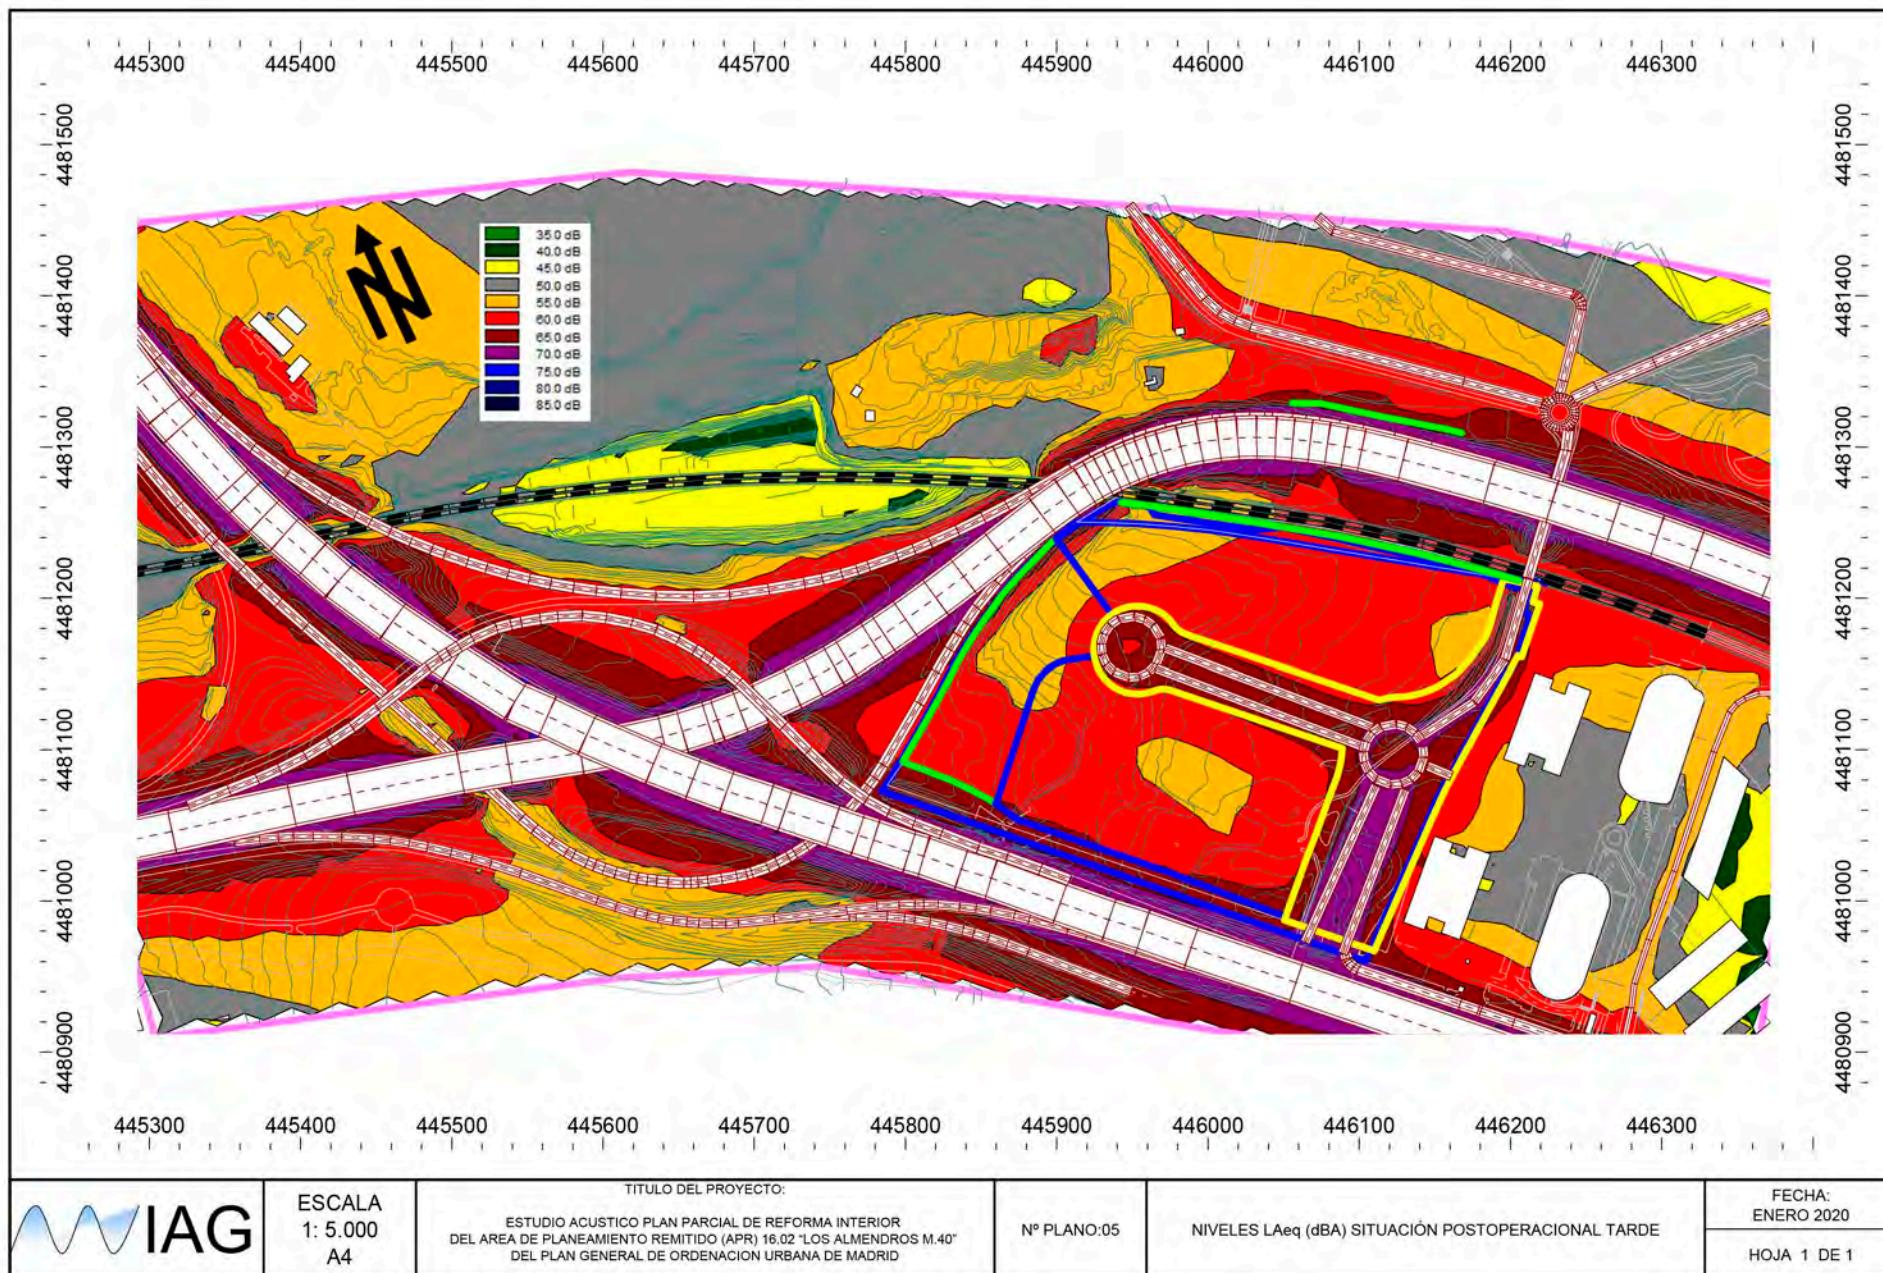 445300 445400 445500 445600 445700 445800 445900 446000 446100 446200 446300
4481500
4481400
4481300
4481200
4481100
4481000
4480900
4481500
4481400
4481300
4481200
4481100
4481000
4480900
N
35.0 dB
40.0 dB
45.0 dB
50.0 dB
55.0 dB
60.0 dB
65.0 dB
70.0 dB
75.0 dB
80.0 dB
85.0 dB
445300 445400 445500 445600 445700 445800 445900 446000 446100 446200 446300
IAG
ESCALA
1: 5.000
A4
TITULO DEL PROYECTO:
ESTUDIO ACUSTICO PLAN PARCIAL DE REFORMA INTERIOR
DEL AREA DE PLANEAMIENTO REMITIDO (APR) 16.02 "LOS ALMENDROS M.40"
DEL PLAN GENERAL DE ORDENACION URBANA DE MADRID
Nº PLANO:05
NIVELES LAeq (dBA) SITUACIÓN POSTOPERACIONAL TARDE
FECHA:
ENERO 2020
HOJA 1 DE 1